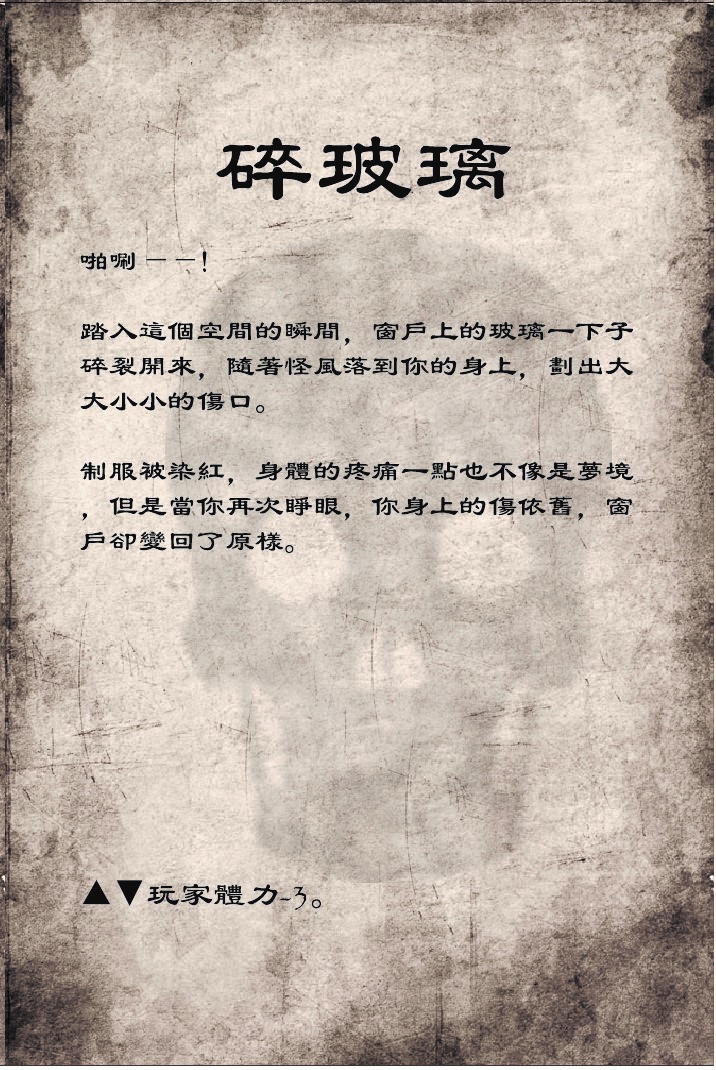 碎玻璃
啪唰——!
踏入這個空間的瞬間，窗戶上的玻璃一下子
碎裂開來，隨著怪風落到你的身上，劃出大
大小小的傷口。
制服被染紅，身體的疼痛一點也不像是夢境
，但是當你再次睜眼，你身上的傷依舊，窗
戶卻變回了原樣。
▲▼玩家體力-3。